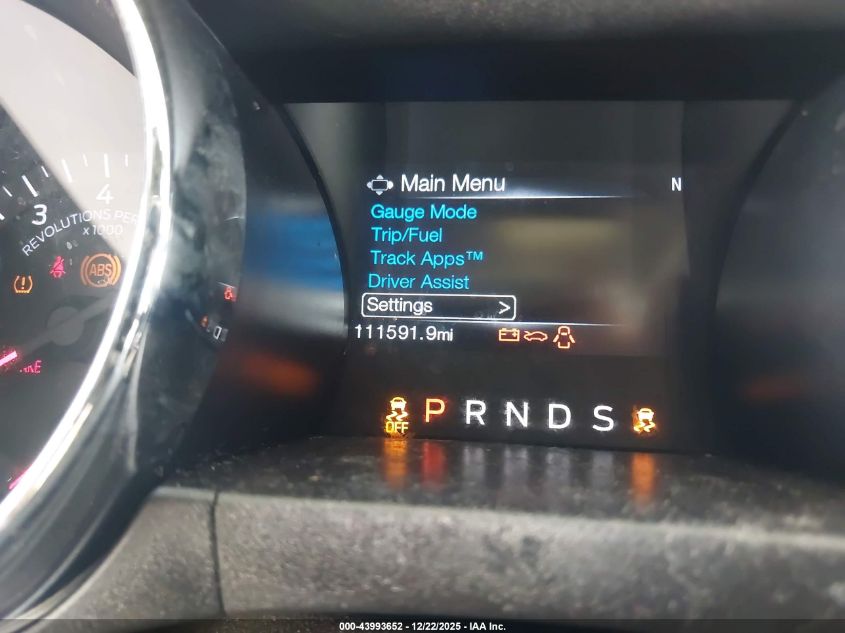 Main Menu N
Gauge Mode
Trip/Fuel
Track Apps™
Driver Assist
Settings >
111591.9mi
OFF P R N D S
3 4
REVOLUTIONS PER
x1000
ABS
000-43993652 - 12/22/2025 - IAA Inc.